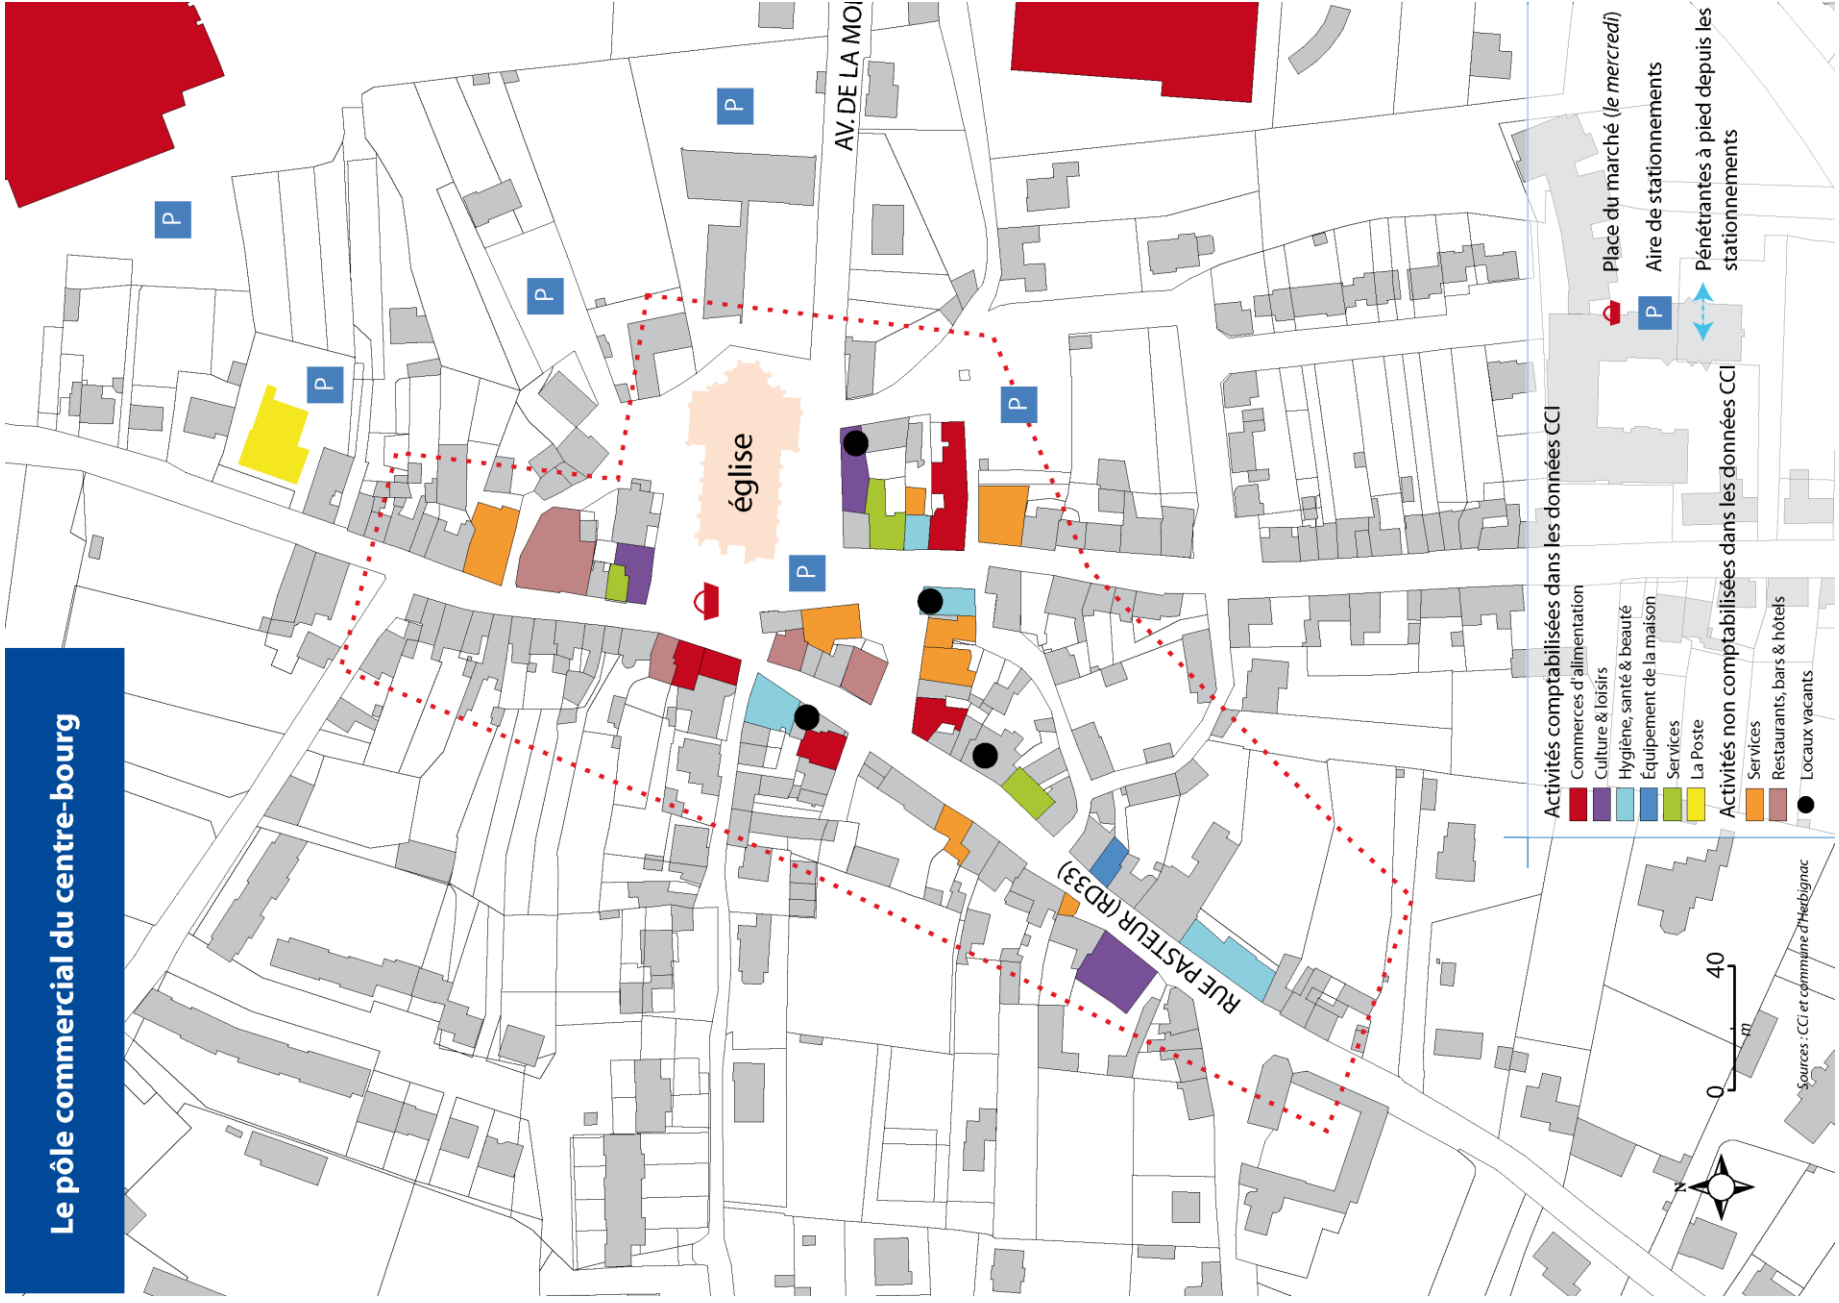 Le pôle commercial du centre-bourg
P
P
P
P
P
P
P
AV. DE LA MO
église
RUE PASTEUR (RD33)
Activités comptabilisées dans les données CCI
Commerces d'alimentation
Culture & loisirs
Hygiène, santé & beauté
Équipement de la maison
Services
La Poste
Activités non comptabilisées dans les données CCI
Services
Restaurants, bars & hôtels
Locaux vacants
Place du marché (le mercredi)
P
Aire de stationnements
Pénétrantes à pied depuis les
stationnements
N
0
40
m
Sources : CCi et commune d'Herbignac